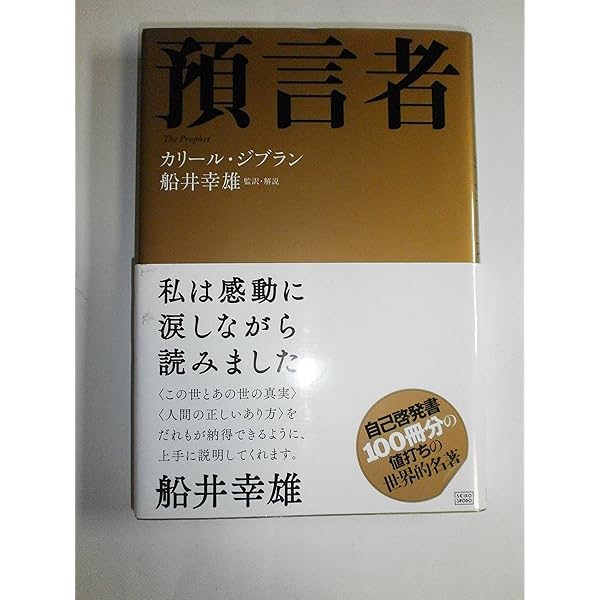 預言者
The Prophet
カリール・ジブラン
船井幸雄 監訳・解説
私は感動に
涙しながら
読みました
〈この世とあの世の真実〉
〈人間の正しいあり方〉を
だれもが納得できるように、
上手に説明してくれます。
船井幸雄
自己啓発書
100冊分の
値打ちの
世界的名著
SEIKO
SHOBO